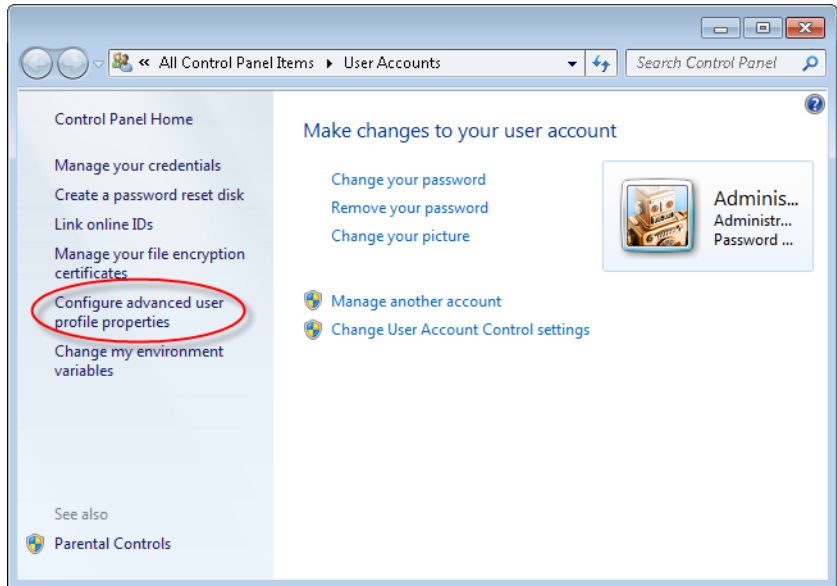 « All Control Panel Items ▸ User Accounts
Search Control Panel
Control Panel Home
Manage your credentials
Create a password reset disk
Link online IDs
Manage your file encryption
certificates
Configure advanced user
profile properties
Change my environment
variables
See also
Parental Controls
Make changes to your user account
Change your password
Remove your password
Change your picture
Manage another account
Change User Account Control settings
Adminis...
Administr...
Password ...